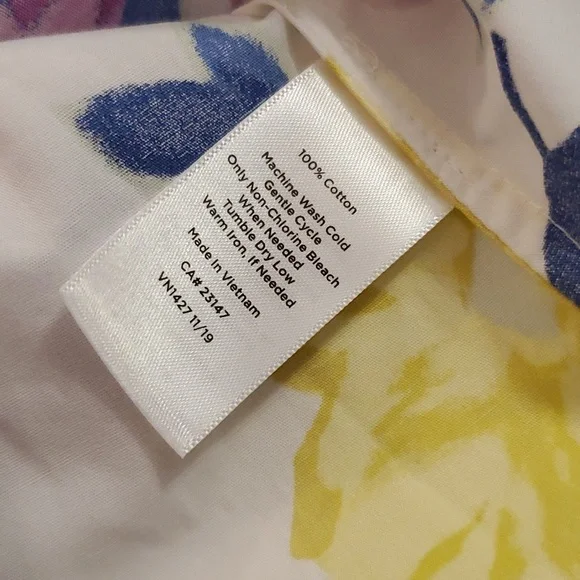 100% Cotton
Machine Wash Cold
Gentle Cycle
Only Non-Chlorine Bleach
When Needed
Tumble Dry Low
Warm Iron, if Needed
Made in Vietnam
CA# 23147
VN1427 11/19